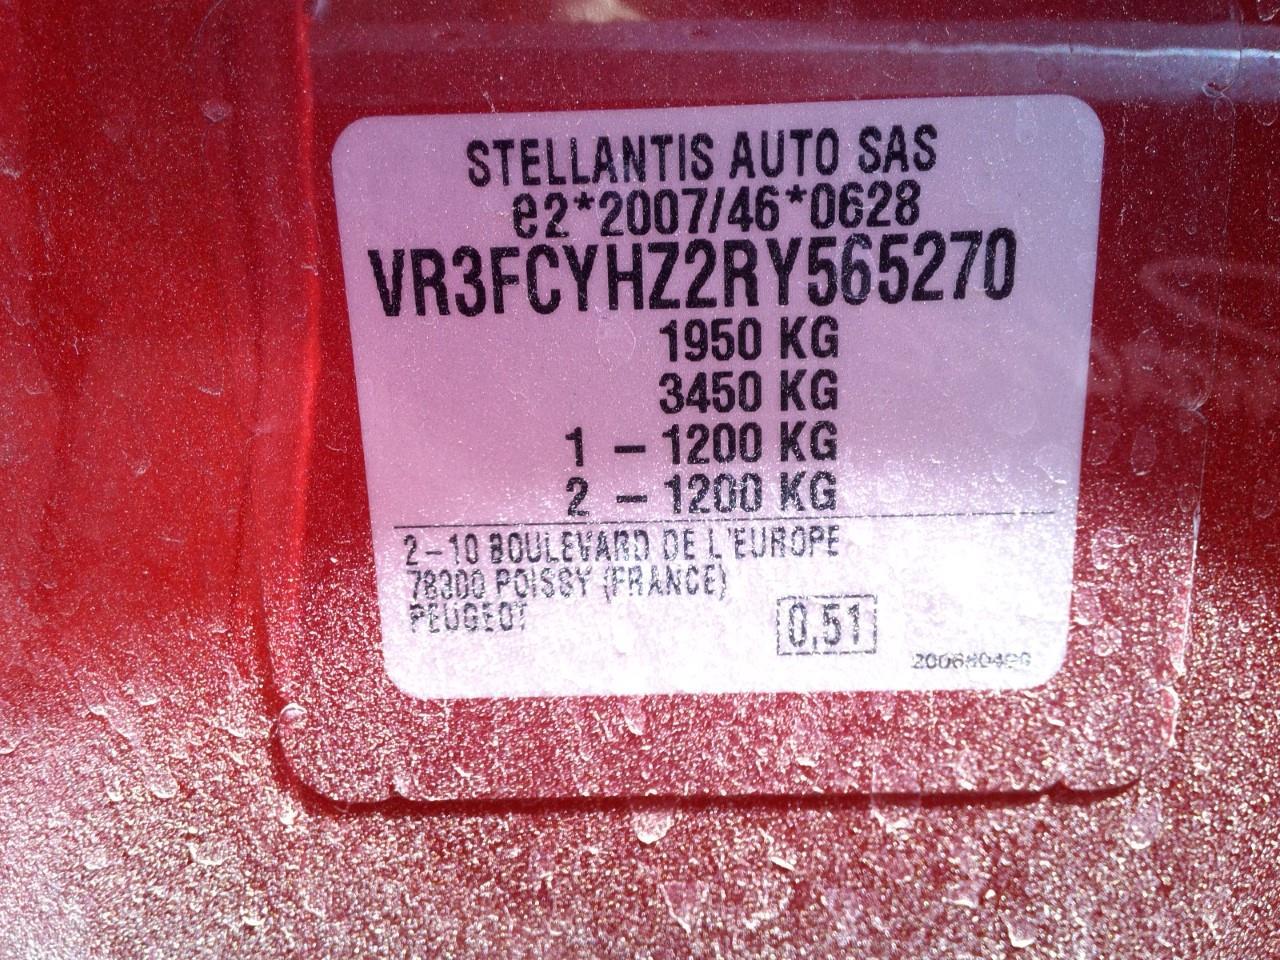 STELLANTIS AUTO SAS
e2*2007/46*0628
VR3FCYHZ2RY565270
1950 KG
3450 KG
1 – 1200 KG
2 – 1200 KG
2–10 BOULEVARD DE L'EUROPE
78300 POISSY (FRANCE)
PEUGEOT
0,51